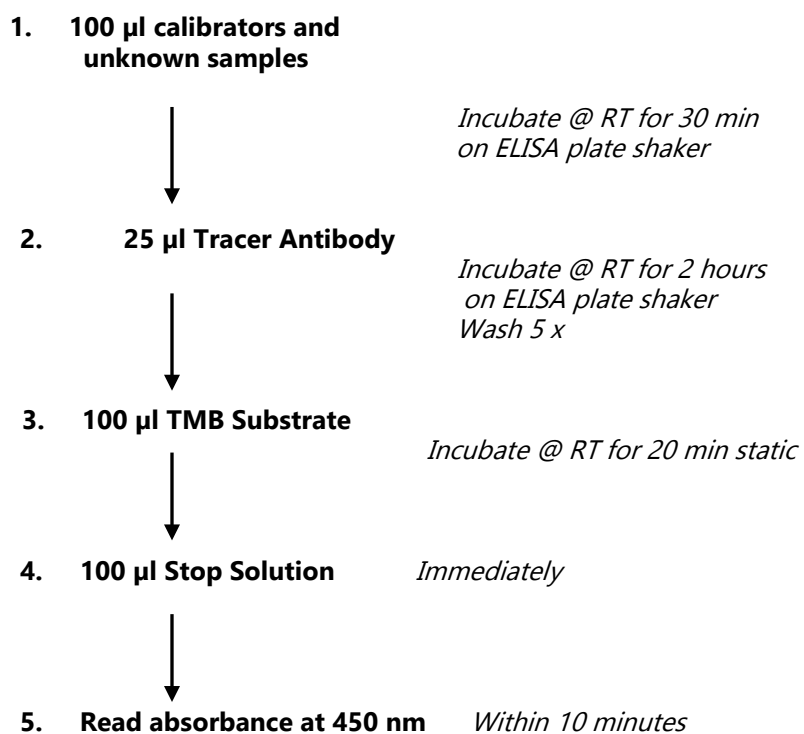 1. 100 µl calibrators and
unknown samples
Incubate @ RT for 30 min
on ELISA plate shaker
2. 25 µl Tracer Antibody
Incubate @ RT for 2 hours
on ELISA plate shaker
Wash 5 x
3. 100 µl TMB Substrate
Incubate @ RT for 20 min static
4. 100 µl Stop Solution Immediately
5. Read absorbance at 450 nm Within 10 minutes